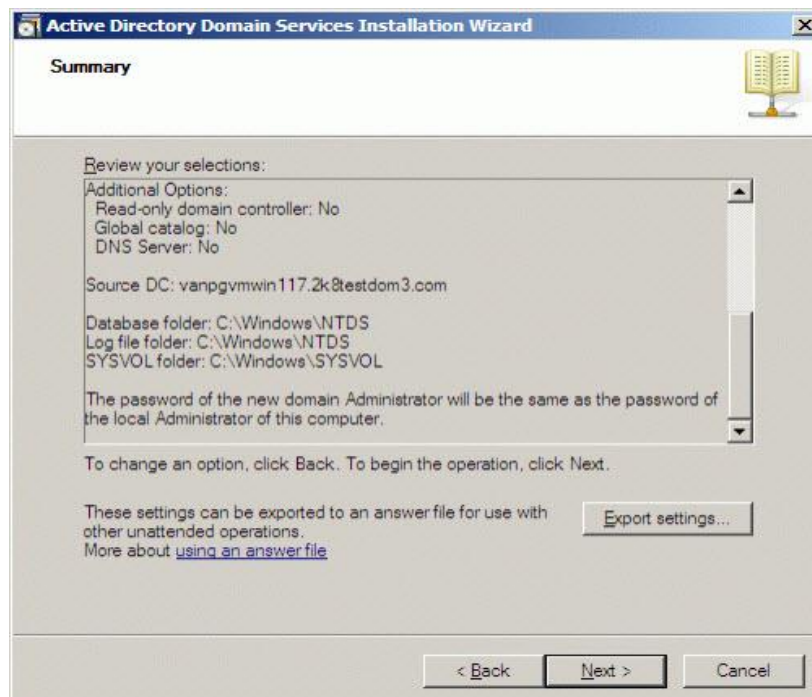 Active Directory Domain Services Installation Wizard
Summary
Review your selections:
Additional Options:
Read-only domain controller: No
Global catalog: No
DNS Server: No
Source DC: vanpgvmwin117.2k8testdom3.com
Database folder: C:\Windows\NTDS
Log file folder: C:\Windows\NTDS
SYSVOL folder: C:\Windows\SYSVOL
The password of the new domain Administrator will be the same as the password of
the local Administrator of this computer.
To change an option, click Back. To begin the operation, click Next.
These settings can be exported to an answer file for use with
other unattended operations.
Export settings...
More about using an answer file
< Back
Next >
Cancel